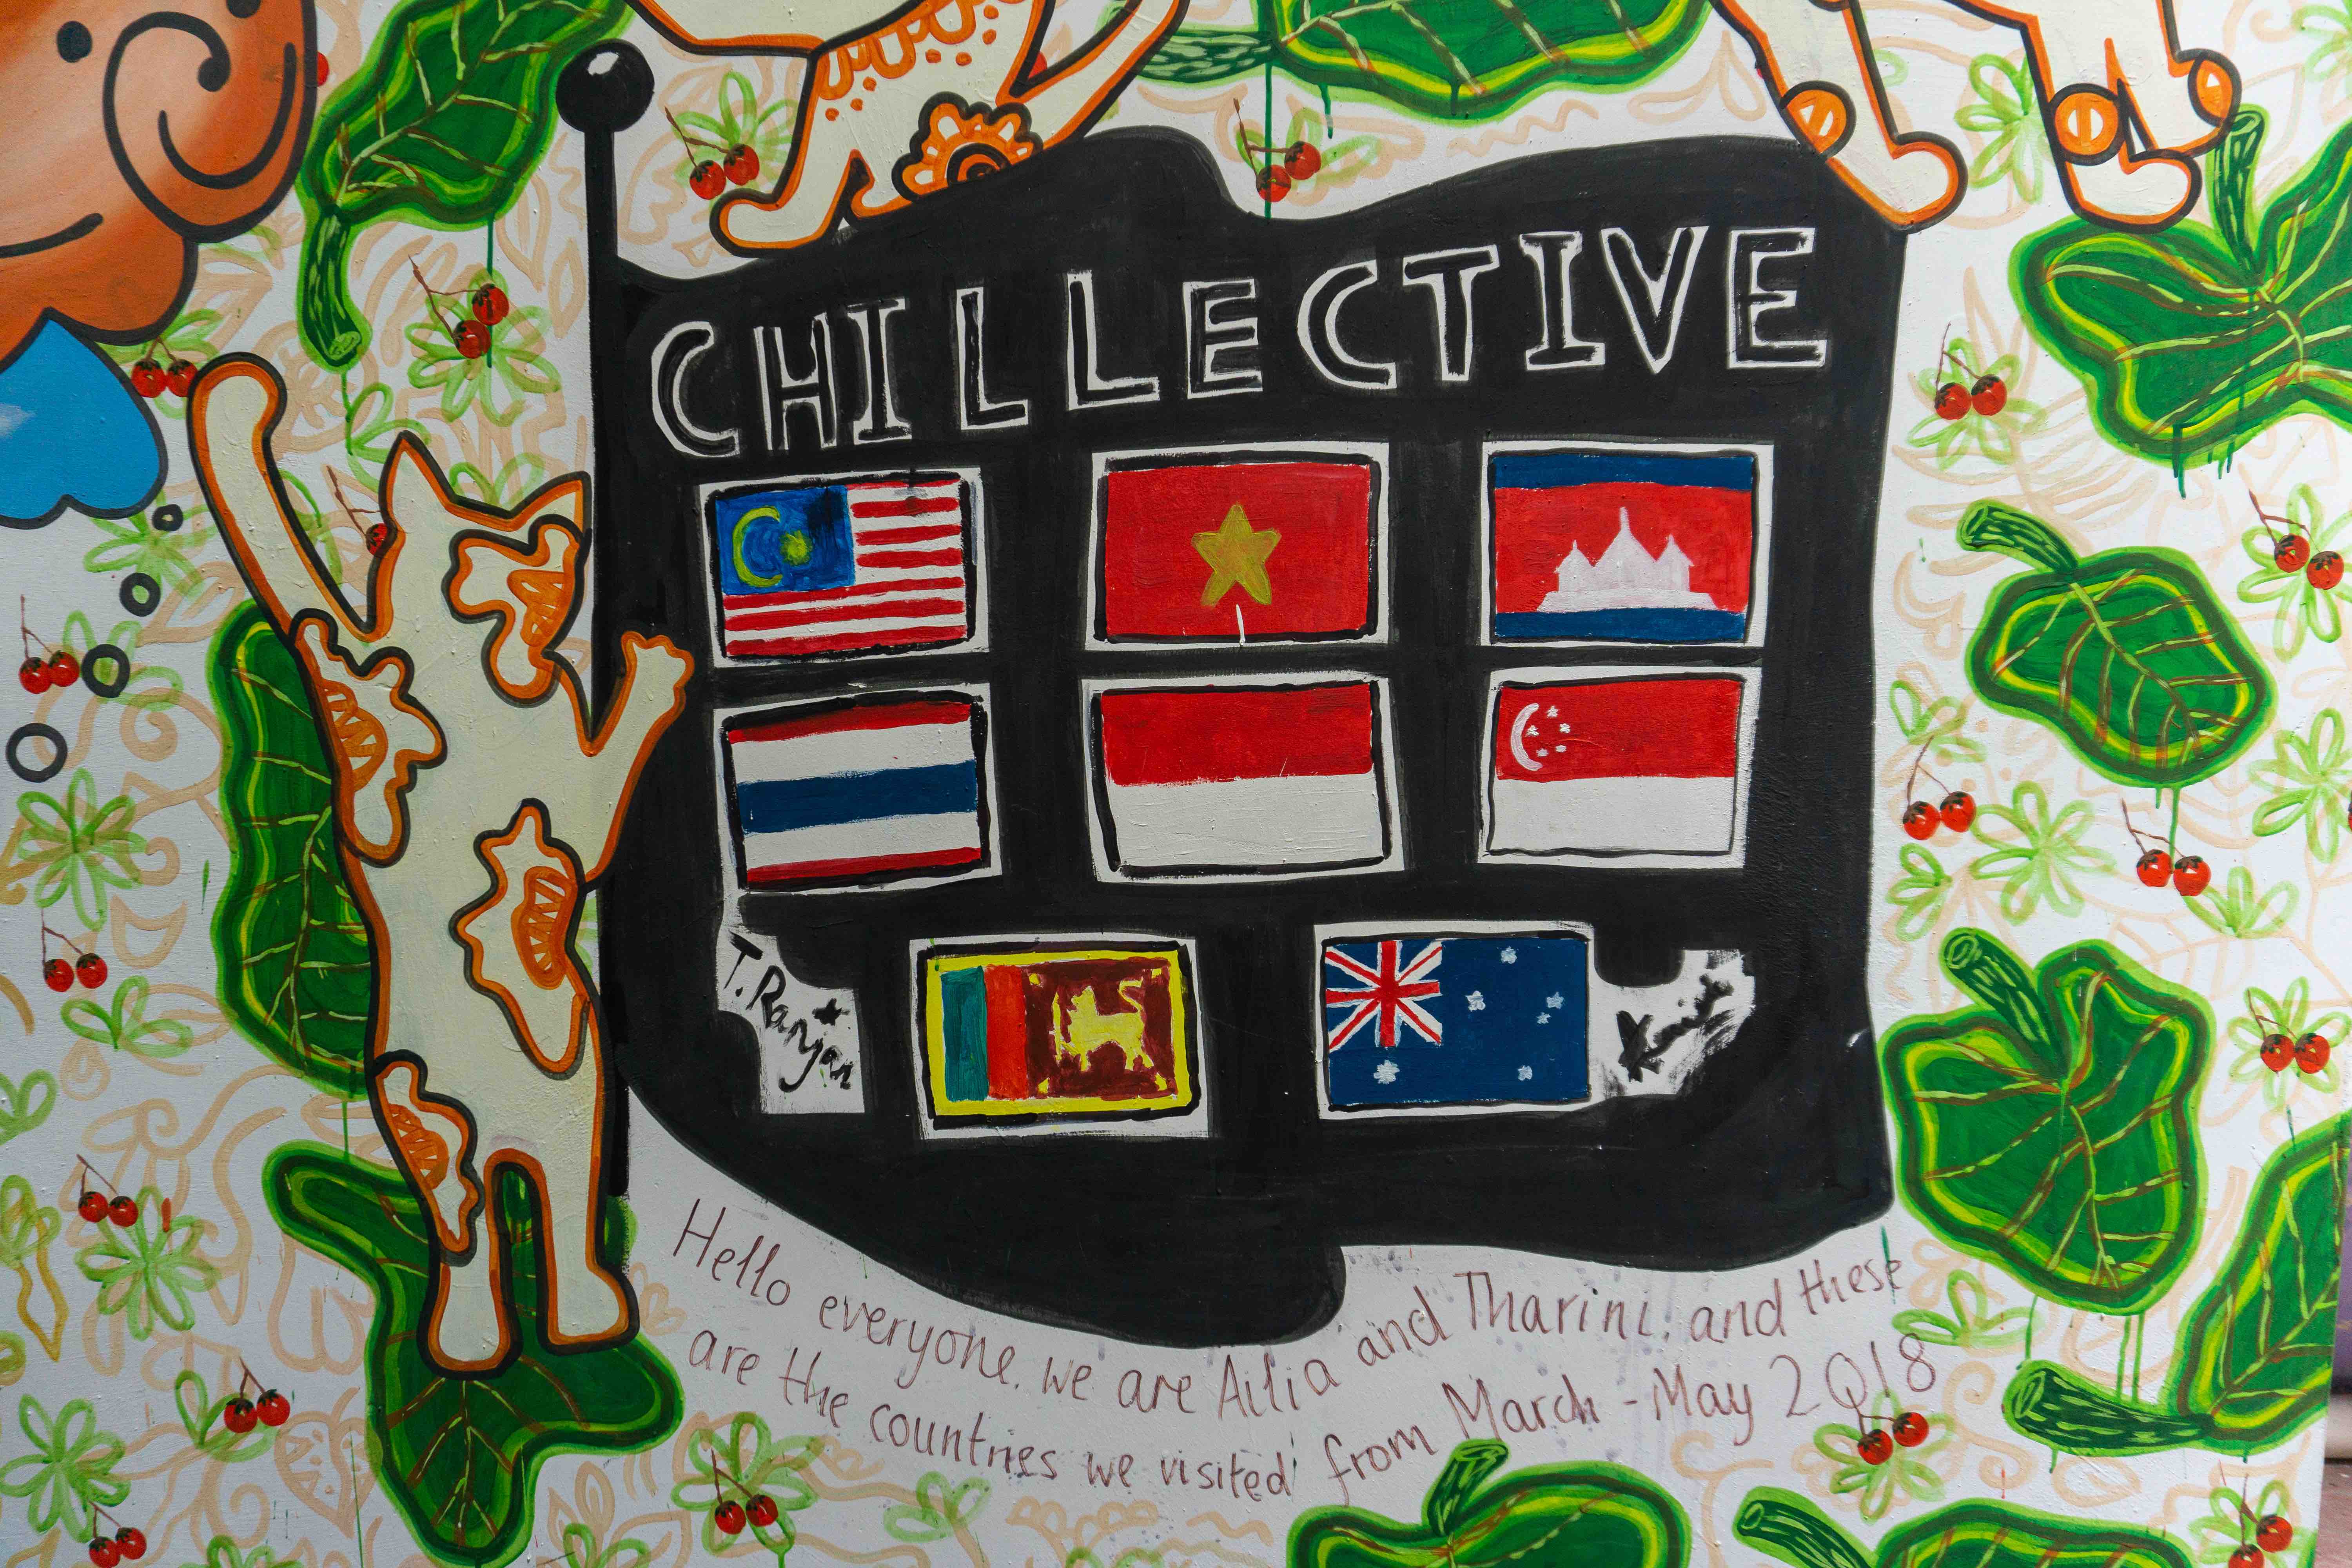 CHILLECTIVE
T. Ranjan
Hello everyone, we are Ailia and Tharini, and these
are the countries we visited from March - May 2018